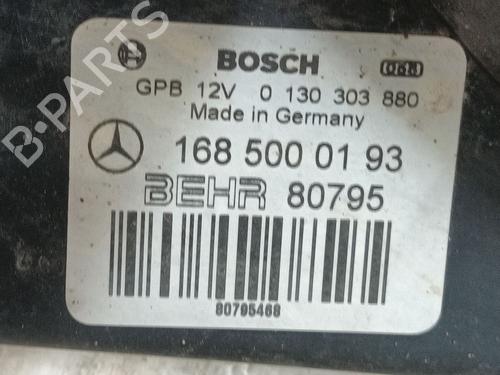 BOSCH
GPB 12V 0 130 303 880
Made in Germany
168 500 01 93
BEHR 80795
80795468
B-PARTS